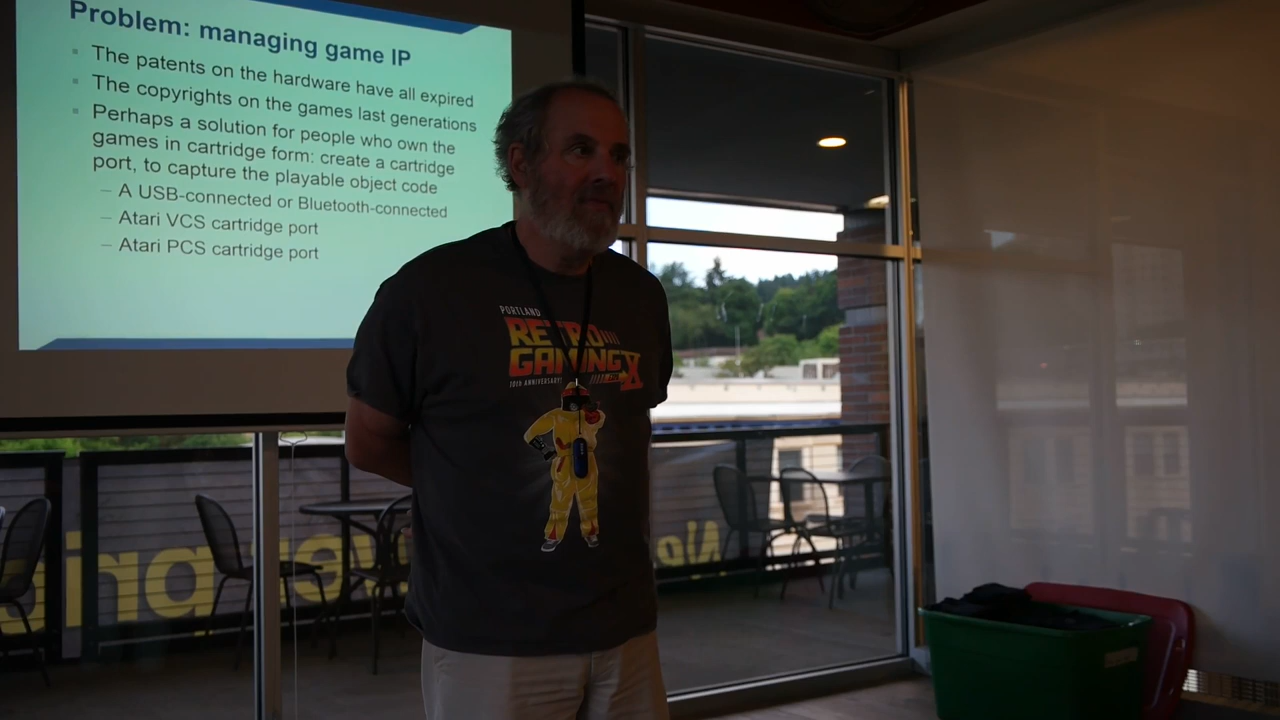 Problem: managing game IP
The patents on the hardware have all expired
The copyrights on the games last generations
Perhaps a solution for people who own the
games in cartridge form: create a cartridge
port, to capture the playable object code
– A USB-connected or Bluetooth-connected
– Atari VCS cartridge port
– Atari PCS cartridge port
PORTLAND
RETRO
GAMING
X
10th ANNIVERSARY